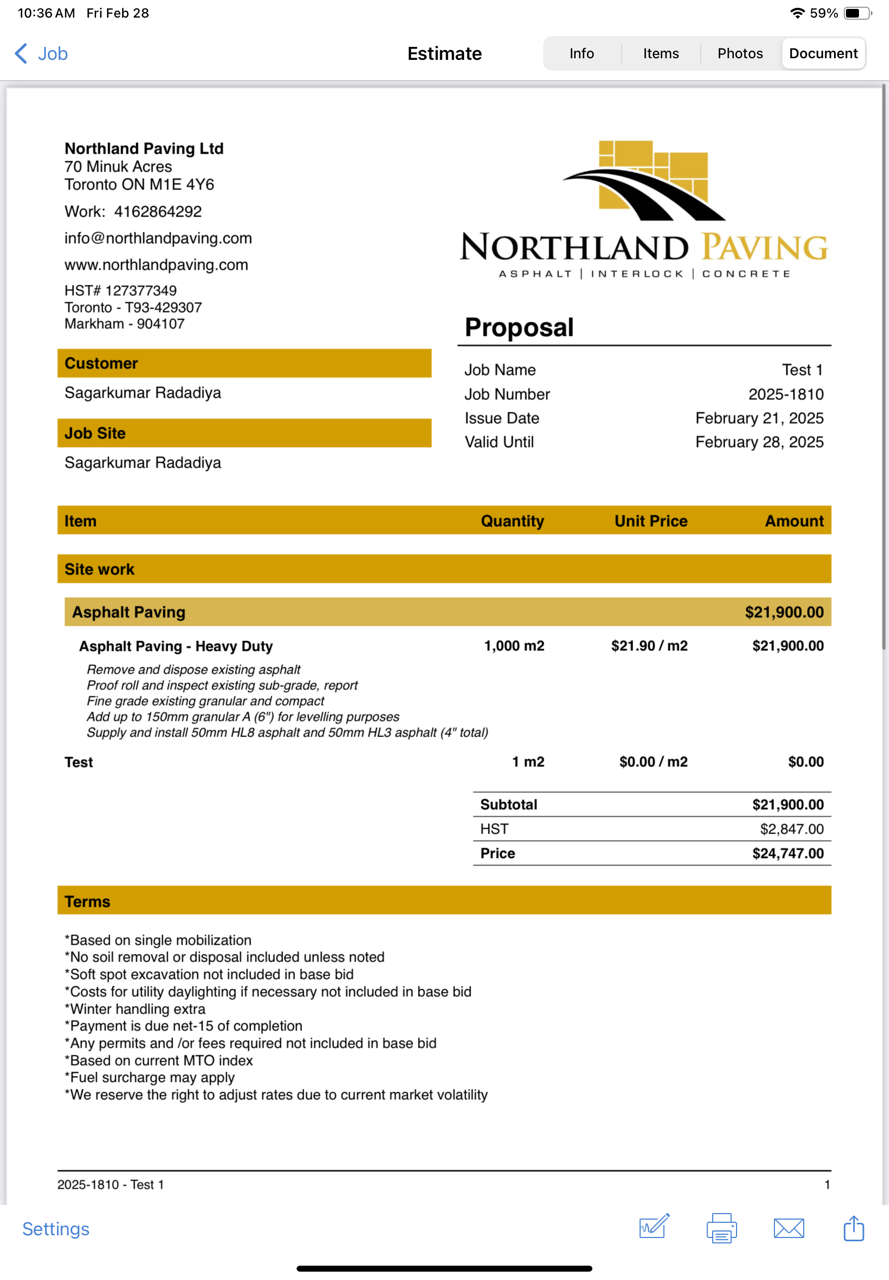 10:36 AM Fri Feb 28 59%
Job Estimate Info Items Photos Document
Northland Paving Ltd
70 Minuk Acres
Toronto ON M1E 4Y6
Work: 4162864292
info@northlandpaving.com
www.northlandpaving.com
HST# 127377349
Toronto - T93-429307
Markham - 904107
NORTHLAND PAVING
ASPHALT | INTERLOCK | CONCRETE
Proposal
Customer
Sagarkumar Radadiya
Job Site
Sagarkumar Radadiya
Job Name Test 1
Job Number 2025-1810
Issue Date February 21, 2025
Valid Until February 28, 2025
Item Quantity Unit Price Amount
Site work
Asphalt Paving $21,900.00
Asphalt Paving - Heavy Duty 1,000 m2 $21.90 / m2 $21,900.00
Remove and dispose existing asphalt
Proof roll and inspect existing sub-grade, report
Fine grade existing granular and compact
Add up to 150mm granular A (6") for levelling purposes
Supply and install 50mm HL8 asphalt and 50mm HL3 asphalt (4" total)
Test 1 m2 $0.00 / m2 $0.00
Subtotal $21,900.00
HST $2,847.00
Price $24,747.00
Terms
*Based on single mobilization
*No soil removal or disposal included unless noted
*Soft spot excavation not included in base bid
*Costs for utility daylighting if necessary not included in base bid
*Winter handling extra
*Payment is due net-15 of completion
*Any permits and /or fees required not included in base bid
*Based on current MTO index
*Fuel surcharge may apply
*We reserve the right to adjust rates due to current market volatility
2025-1810 - Test 1 1
Settings